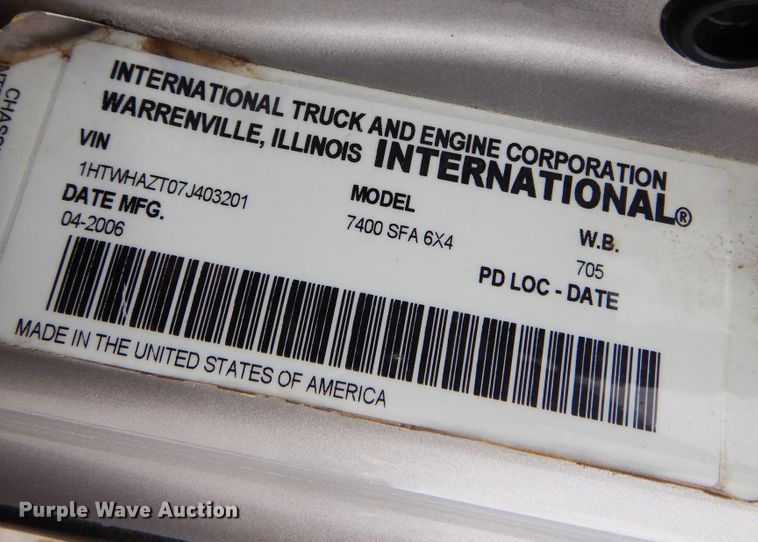 INTERNATIONAL TRUCK AND ENGINE CORPORATION
WARRENVILLE, ILLINOIS INTERNATIONAL®
VIN
1HTWHAZT07J403201
MODEL
7400 SFA 6X4
W.B.
705
DATE MFG.
04-2006
PD LOC - DATE
MADE IN THE UNITED STATES OF AMERICA
Purple Wave Auction